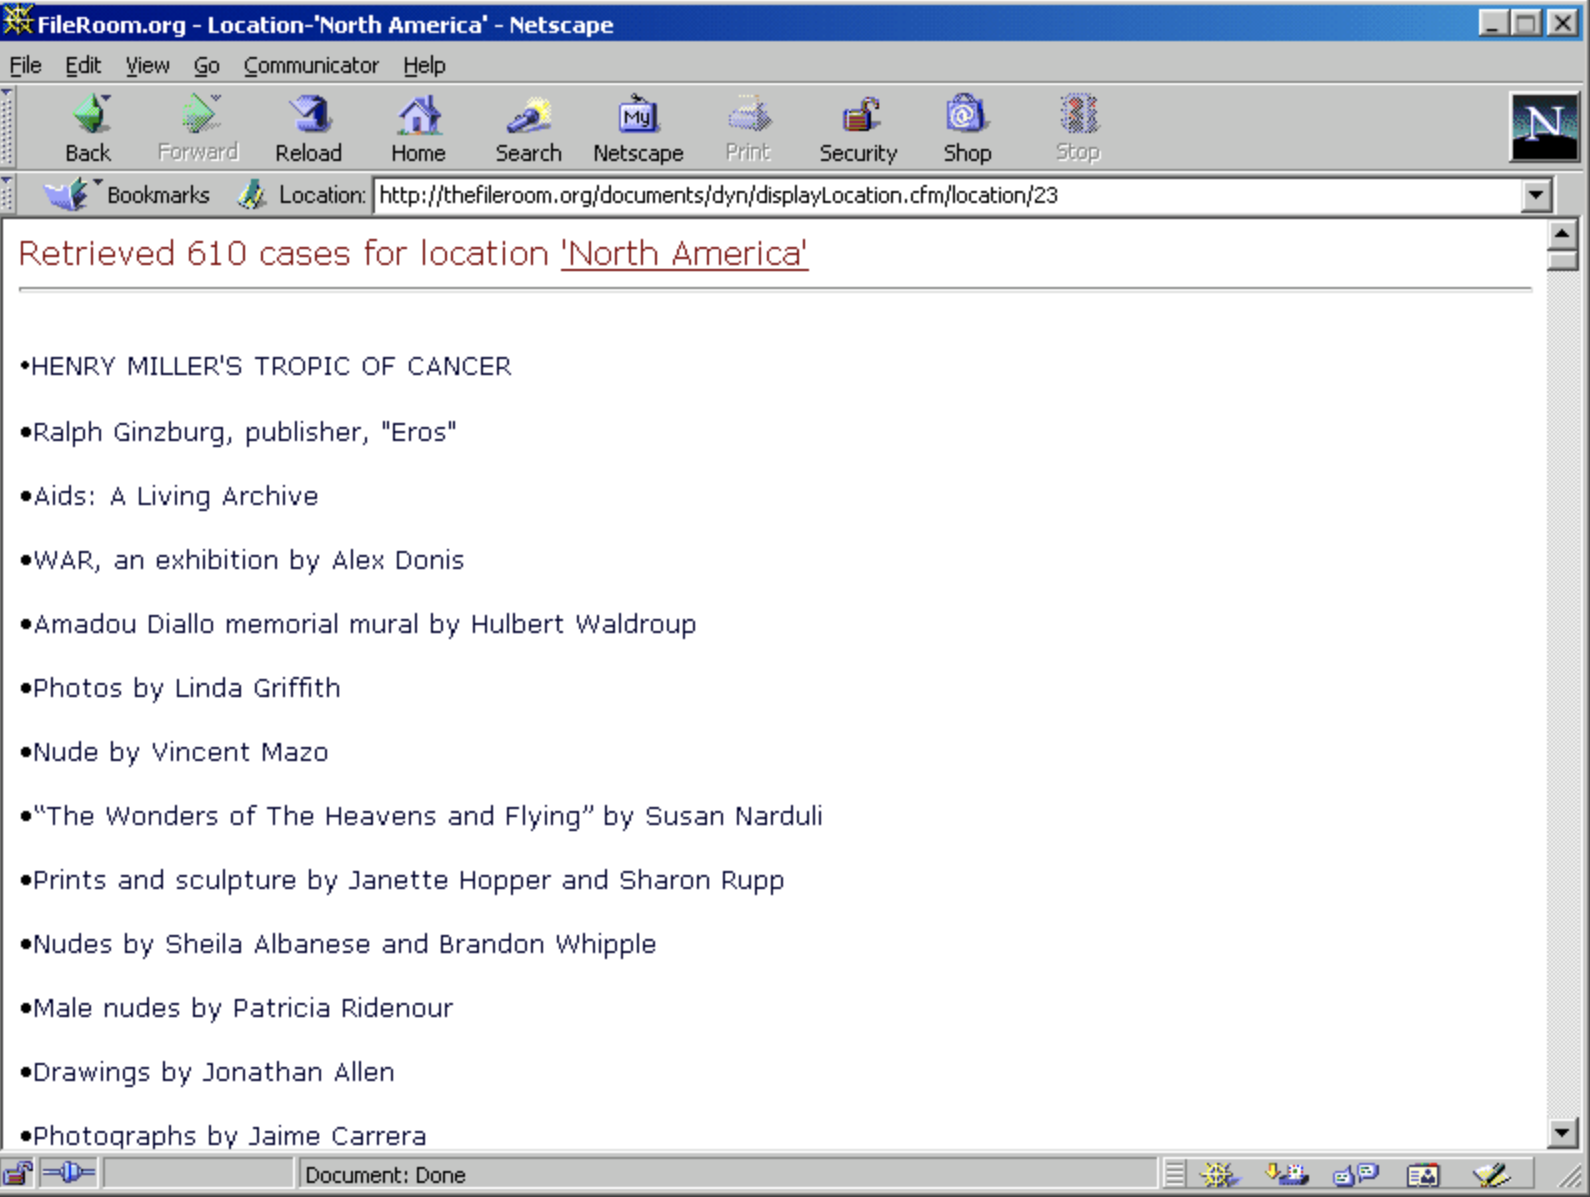 FileRoom.org - Location-'North America' - Netscape
File Edit View Go Communicator Help
My
N
Back Forward Reload Home Search Netscape Print Security Shop Stop
Bookmarks Location: http://thefileroom.org/documents/dyn/displayLocation.cfm/location/23
Retrieved 610 cases for location 'North America'
•HENRY MILLER'S TROPIC OF CANCER
•Ralph Ginzburg, publisher, "Eros"
•Aids: A Living Archive
•WAR, an exhibition by Alex Donis
•Amadou Diallo memorial mural by Hulbert Waldroup
•Photos by Linda Griffith
•Nude by Vincent Mazo
•“The Wonders of The Heavens and Flying” by Susan Narduli
•Prints and sculpture by Janette Hopper and Sharon Rupp
•Nudes by Sheila Albanese and Brandon Whipple
•Male nudes by Patricia Ridenour
•Drawings by Jonathan Allen
•Photographs by Jaime Carrera
Document: Done